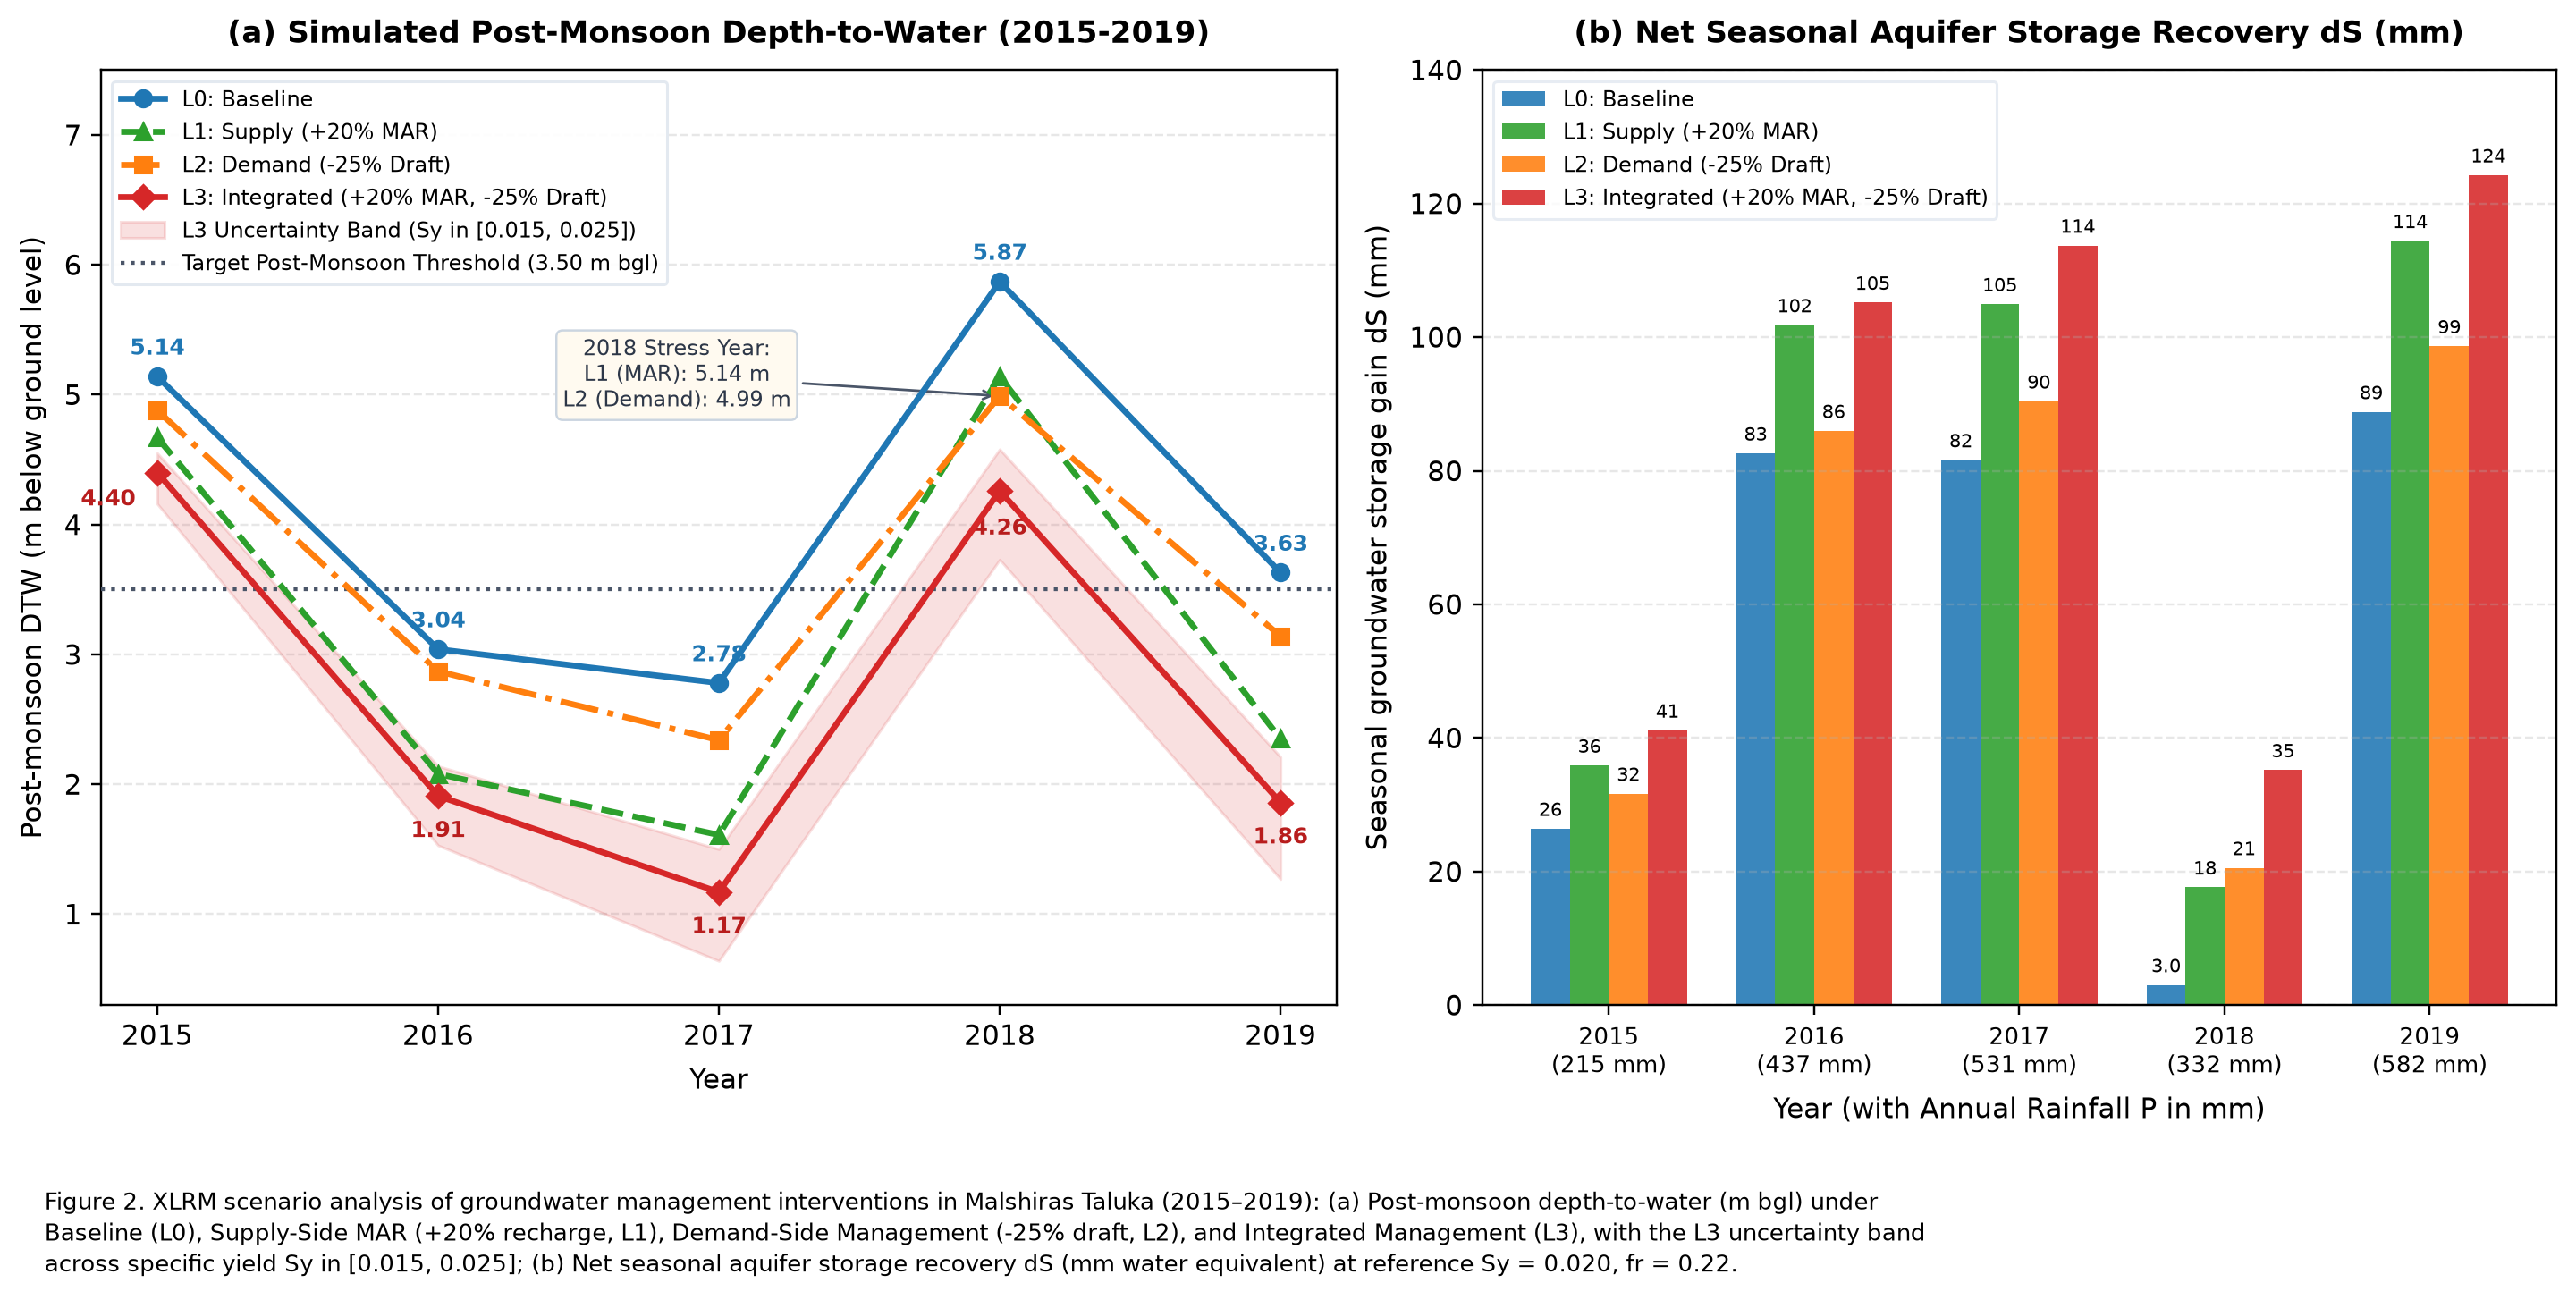 (a) Simulated Post-Monsoon Depth-to-Water (2015-2019)
Post-monsoon DTW (m below ground level)
7
6
5
4
3
2
1
L0: Baseline
L1: Supply (+20% MAR)
L2: Demand (-25% Draft)
L3: Integrated (+20% MAR, -25% Draft)
L3 Uncertainty Band (Sy in [0.015, 0.025])
Target Post-Monsoon Threshold (3.50 m bgl)
5.14
3.04
2.78
5.87
3.63
2018 Stress Year:
L1 (MAR): 5.14 m
L2 (Demand): 4.99 m
4.40
1.91
1.17
4.26
1.86
2015
2016
2017
2018
2019
Year
(b) Net Seasonal Aquifer Storage Recovery dS (mm)
Seasonal groundwater storage gain dS (mm)
140
120
100
80
60
40
20
0
L0: Baseline
L1: Supply (+20% MAR)
L2: Demand (-25% Draft)
L3: Integrated (+20% MAR, -25% Draft)
26
36
32
41
83
102
86
105
82
105
90
114
3.0
18
21
35
89
114
99
124
2015
(215 mm)
2016
(437 mm)
2017
(531 mm)
2018
(332 mm)
2019
(582 mm)
Year (with Annual Rainfall P in mm)
Figure 2. XLRM scenario analysis of groundwater management interventions in Malshiras Taluka (2015–2019): (a) Post-monsoon depth-to-water (m bgl) under
Baseline (L0), Supply-Side MAR (+20% recharge, L1), Demand-Side Management (-25% draft, L2), and Integrated Management (L3), with the L3 uncertainty band
across specific yield Sy in [0.015, 0.025]; (b) Net seasonal aquifer storage recovery dS (mm water equivalent) at reference Sy = 0.020, fr = 0.22.